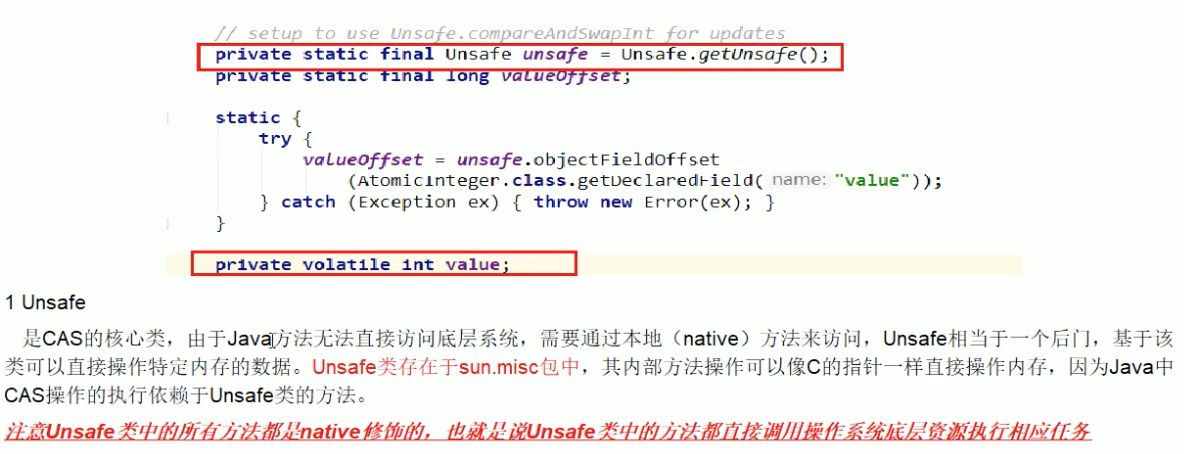 // setup to use Unsafe.compareAndSwapInt for updates
private static final Unsafe unsafe = Unsafe.getUnsafe();
private static final long valueOffset;
static {
try {
valueOffset = unsafe.objectFieldOffset
(AtomicInteger.class.getDeclaredField( name: "value"));
} catch (Exception ex) { throw new Error(ex); }
}
private volatile int value;
1 Unsafe
是CAS的核心类，由于Java方法无法直接访问底层系统，需要通过本地（native）方法来访问，Unsafe相当于一个后门，基于该
类可以直接操作特定内存的数据。Unsafe类存在于sun.misc包中，其内部方法操作可以像C的指针一样直接操作内存，因为Java中
CAS操作的执行依赖于Unsafe类的方法。
注意Unsafe类中的所有方法都是native修饰的，也就是说Unsafe类中的方法都直接调用操作系统底层资源执行相应任务